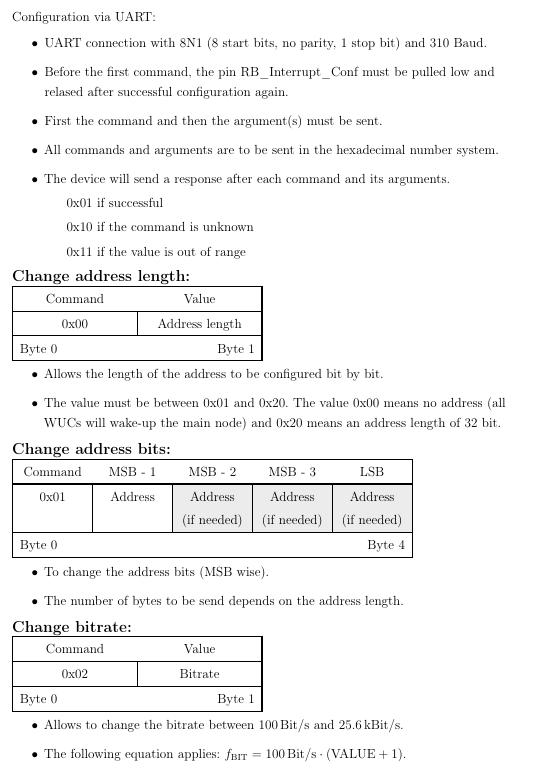 Configuration via UART:
• UART connection with 8N1 (8 start bits, no parity, 1 stop bit) and 310 Baud.
• Before the first command, the pin RB_Interrupt_Conf must be pulled low and
relased after successful configuration again.
• First the command and then the argument(s) must be sent.
• All commands and arguments are to be sent in the hexadecimal number system.
• The device will send a response after each command and its arguments.
0x01 if successful
0x10 if the command is unknown
0x11 if the value is out of range
Change address length:
Command Value
0x00 Address length
Byte 0 Byte 1
• Allows the length of the address to be configured bit by bit.
• The value must be between 0x01 and 0x20. The value 0x00 means no address (all
WUCs will wake-up the main node) and 0x20 means an address length of 32 bit.
Change address bits:
Command MSB - 1 MSB - 2 MSB - 3 LSB
0x01 Address Address Address Address
(if needed) (if needed) (if needed)
Byte 0 Byte 4
• To change the address bits (MSB wise).
• The number of bytes to be send depends on the address length.
Change bitrate:
Command Value
0x02 Bitrate
Byte 0 Byte 1
• Allows to change the bitrate between 100 Bit/s and 25.6 kBit/s.
• The following equation applies: f_BIT = 100 Bit/s · (VALUE + 1).